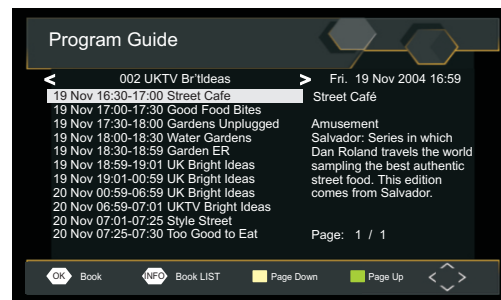 Program Guide
< 002 UKTV Br'tIdeas > Fri. 19 Nov 2004 16:59
19 Nov 16:30-17:00 Street Cafe
19 Nov 17:00-17:30 Good Food Bites
19 Nov 17:30-18:30 Gardens Unplugged
19 Nov 18:00-18:30 Water Gardens
19 Nov 18:30-18:59 Garden ER
19 Nov 18:59-19:01 UK Bright Ideas
19 Nov 19:01-00:59 UK Bright Ideas
20 Nov 00:59-06:59 UK Bright Ideas
20 Nov 06:59-07:01 UKTV Bright Ideas
20 Nov 07:01-07:25 Style Street
20 Nov 07:25-07:30 Too Good to Eat
Street Café
Amusement
Salvador: Series in which
Dan Roland travels the world
sampling the best authentic
street food. This edition
comes from Salvador.
Page: 1 / 1
OK Book INFO Book LIST Page Down Page Up